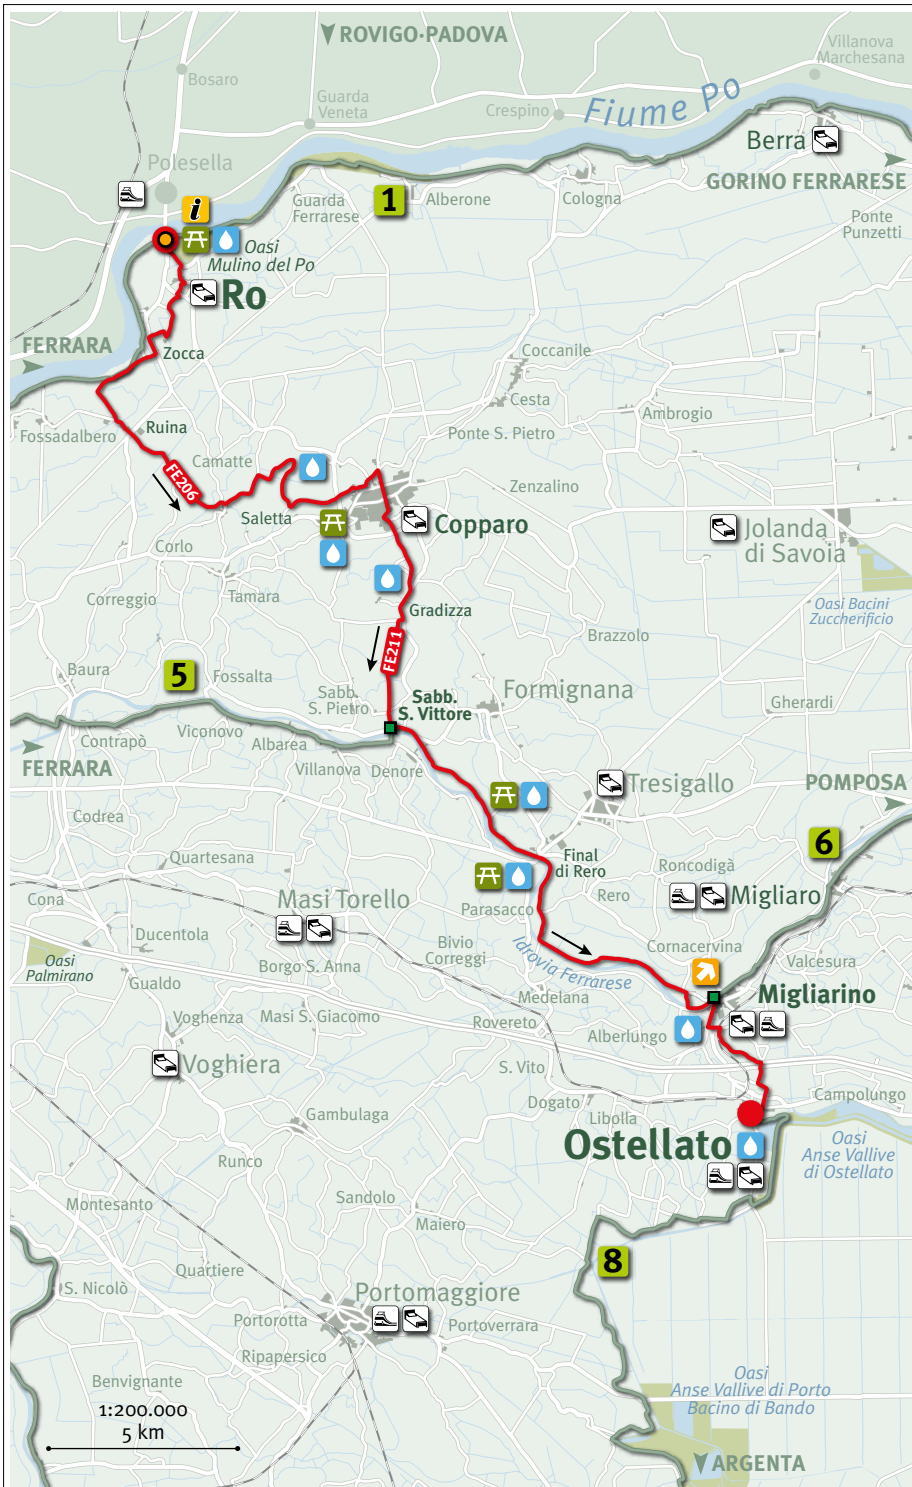 ROVIGO-PADOVA
Villanova
Marchesana
Bosaro
Guarda
Veneta
Crespino
Fiume Po
Berra
Polesella
GORINO FERRARESE
1
Guarda
Ferrarese
Alberone
Cologna
Ponte
Punzetti
i
Oasi
Mulino del Po
Ro
FERRARA
Zocca
Coccanile
Cesta
Ambrogio
Fossadalbero
Ruina
Ponte S. Pietro
Camatte
FE206
Zenzalino
Saletta
Copparo
Jolanda
di Savoia
Corlo
Correggio
Tamara
Gradizza
Oasi Bacini
Zuccherificio
FE211
Brazzolo
5
Baura
Fossalta
Sabb.
S. Pietro
Sabb.
S. Vittore
Formignana
Gherardi
Contrapò
Viconovo
Albarea
FERRARA
Villanova
Denore
Tresigallo
POMPOSA
Codrea
6
Quartesana
Final
di Rero
Roncodigà
Cona
Masi Torello
Rero
Migliaro
Parasacco
Ducentola
Oasi
Palmirano
Borgo S. Anna
Bivio
Correggi
Idrovia Ferrarese
Cornacervina
Valcesura
Gualdo
Medelana
Migliarino
Voghenza
Masi S. Giacomo
Rovereto
Alberlungo
Voghiera
S. Vito
Campolungo
Dogato
Libolla
Gambulaga
Ostellato
Oasi
Anse Vallive
di Ostellato
Runco
Sandolo
Montesanto
Maiero
8
Quartiere
S. Nicolò
Portomaggiore
Portorotta
Portoverrara
Ripapersico
Benvignante
Oasi
Anse Vallive di Porto
Bacino di Bando
1:200.000
5 km
ARGENTA